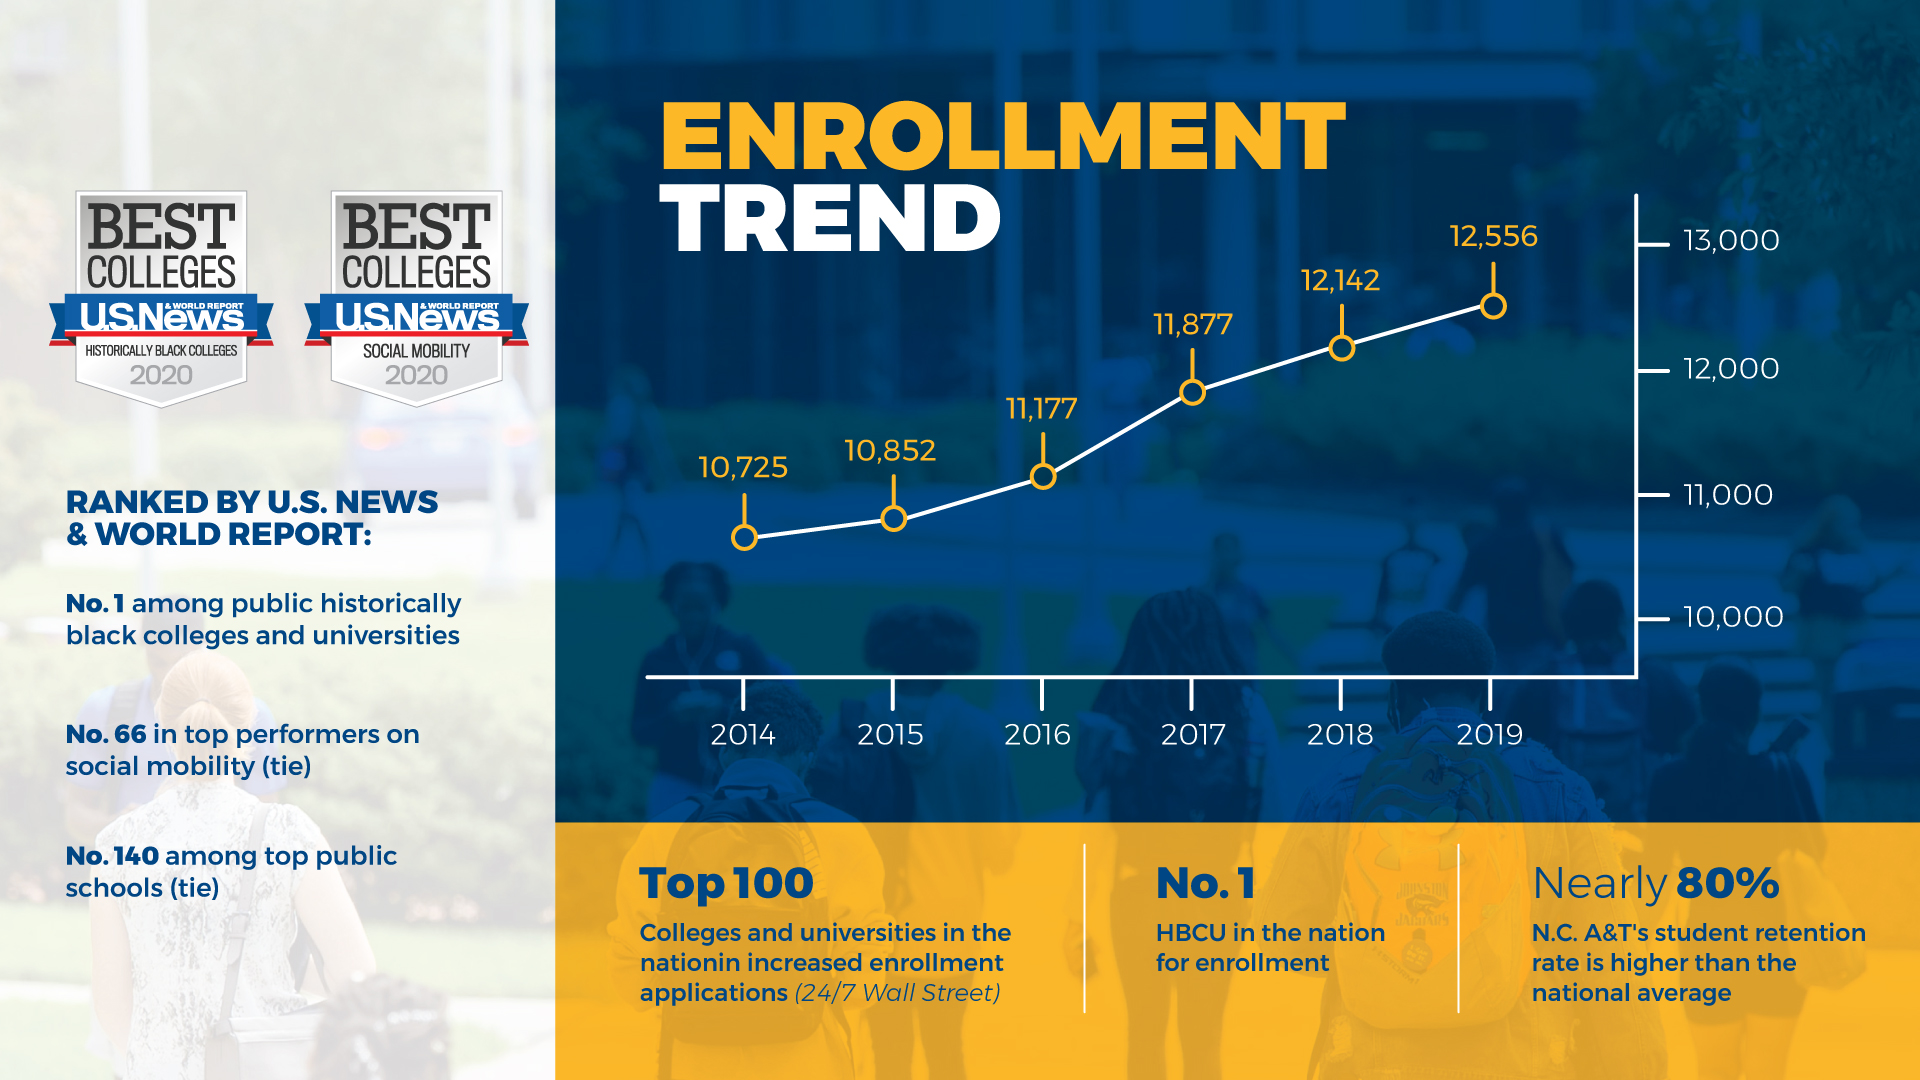 BEST
COLLEGES
U.S.News
& WORLD REPORT
HISTORICALLY BLACK COLLEGES
2020
BEST
COLLEGES
U.S.News
& WORLD REPORT
SOCIAL MOBILITY
2020
RANKED BY U.S. NEWS
& WORLD REPORT:
No. 1 among public historically
black colleges and universities
No. 66 in top performers on
social mobility (tie)
No. 140 among top public
schools (tie)
ENROLLMENT
TREND
10,725
10,852
11,177
11,877
12,142
12,556
13,000
12,000
11,000
10,000
2014
2015
2016
2017
2018
2019
Top 100
Colleges and universities in the
nationin increased enrollment
applications (24/7 Wall Street)
No. 1
HBCU in the nation
for enrollment
Nearly 80%
N.C. A&T's student retention
rate is higher than the
national average